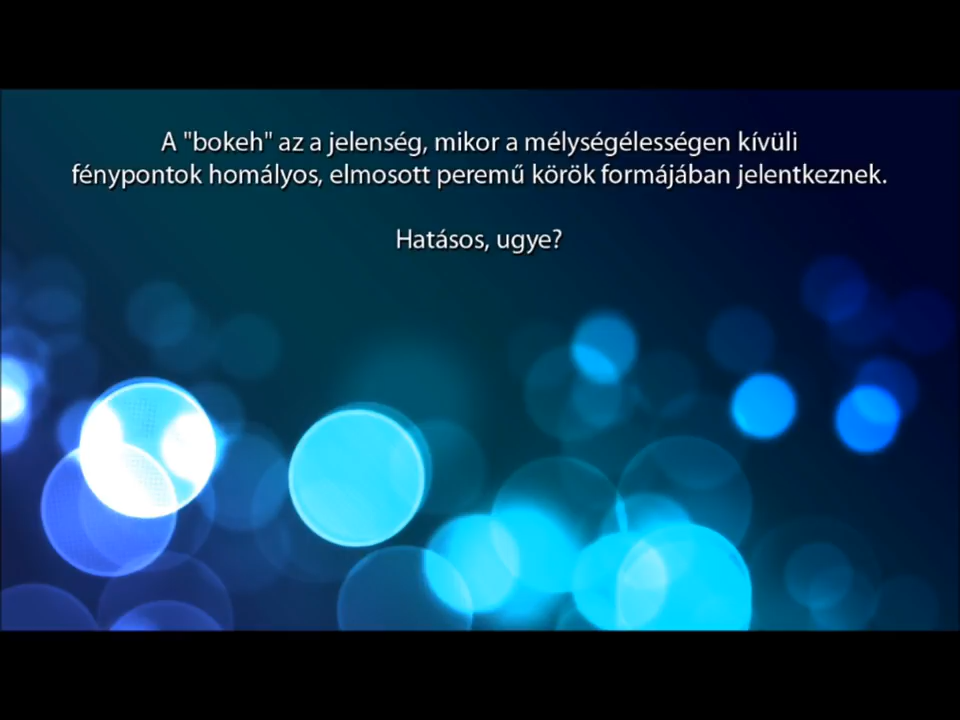 A "bokeh" az a jelenség, mikor a mélységélességen kívüli
fénypontok homályos, elmosott peremű körök formájában jelentkeznek.
Hatásos, ugye?